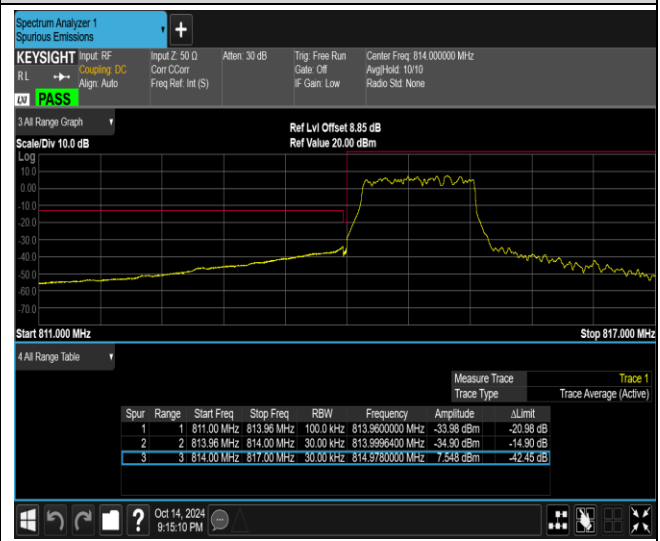 Spectrum Analyzer 1
Spurious Emissions
+
KEYSIGHT Input: RF Input Z: 50 Ω Atten: 30 dB Trig: Free Run Center Freq: 814.000000 MHz
Coupling: DC Corr CCorr Gate: Off Avg|Hold: 10/10
RL Align: Auto Freq Ref: Int (S) IF Gain: Low Radio Std: None
LXI PASS
3 All Range Graph
Ref Lvl Offset 8.85 dB
Scale/Div 10.0 dB Ref Value 20.00 dBm
Log
10.0
0.00
-10.0
-20.0
-30.0
-40.0
-50.0
-60.0
-70.0
Start 811.000 MHz Stop 817.000 MHz
4 All Range Table
Measure Trace Trace 1
Trace Type Trace Average (Active)
Spur Range Start Freq Stop Freq RBW Frequency Amplitude ΔLimit
1 1 811.00 MHz 813.96 MHz 100.0 kHz 813.9600000 MHz -33.98 dBm -20.98 dB
2 2 813.96 MHz 814.00 MHz 30.00 kHz 813.9996400 MHz -34.90 dBm -14.90 dB
3 3 814.00 MHz 817.00 MHz 30.00 kHz 814.9780000 MHz 7.548 dBm -42.45 dB
? Oct 14, 2024
9:15:10 PM